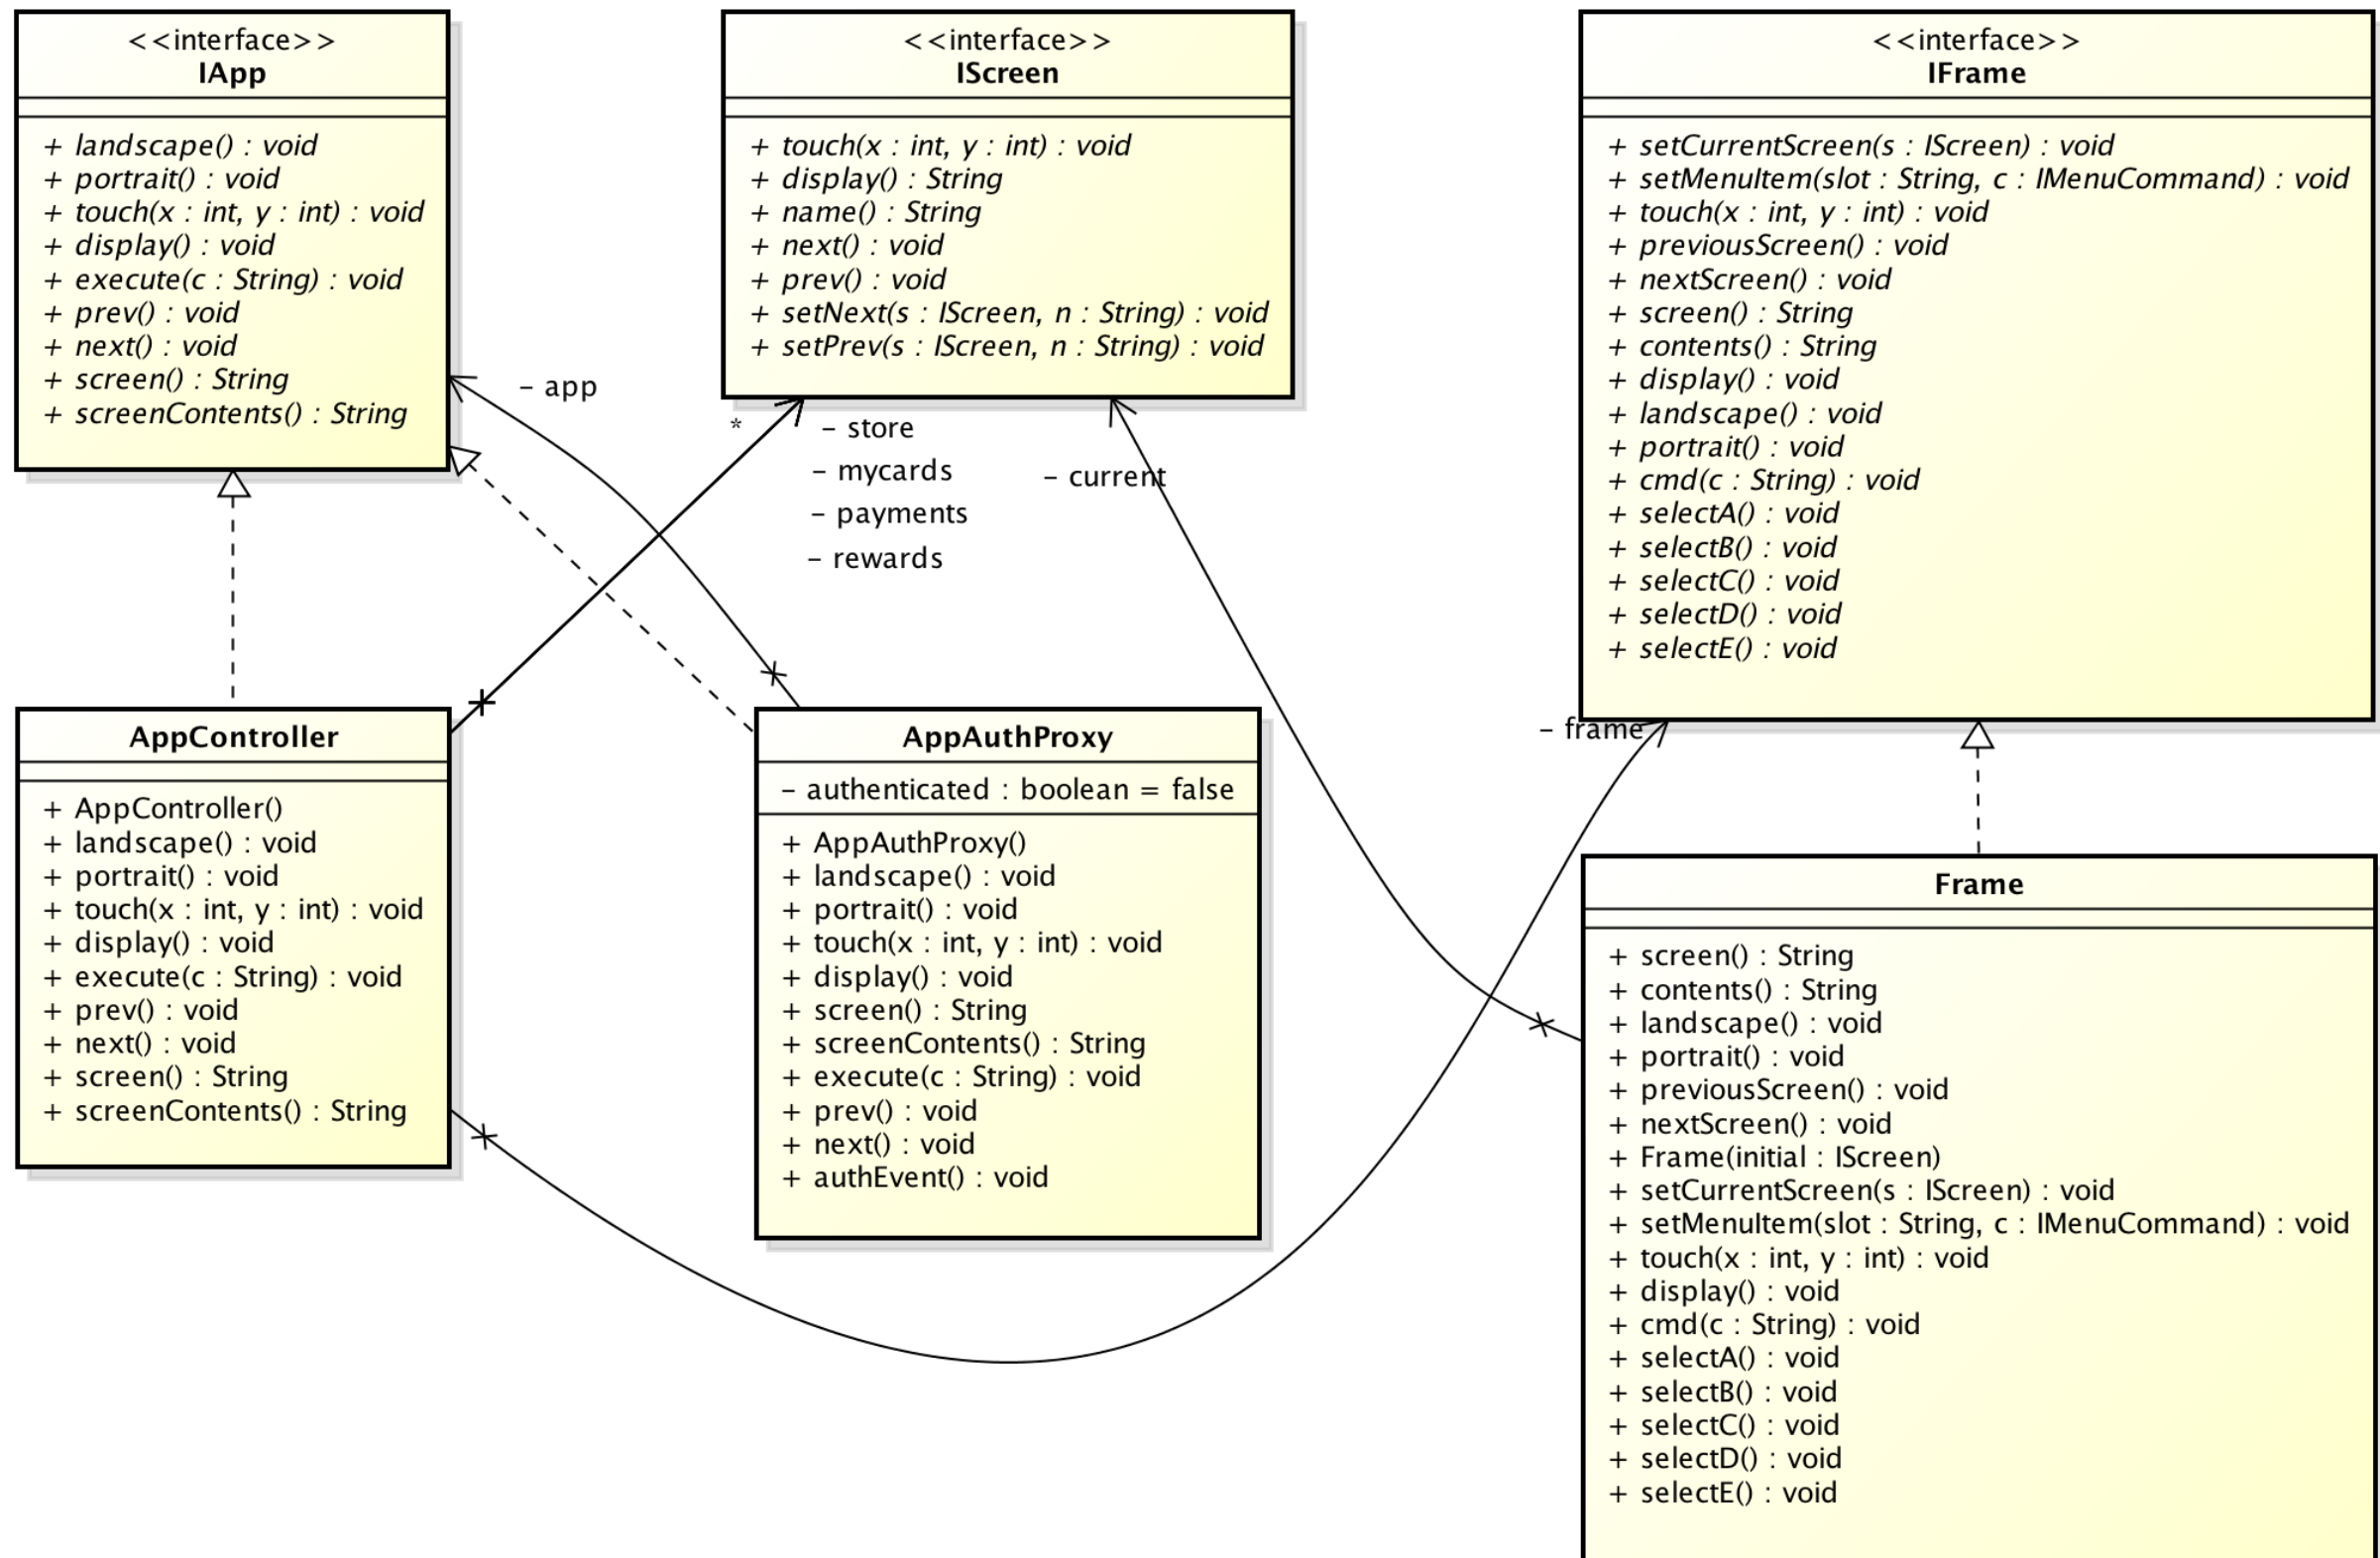 <<interface>>
IApp
+ landscape() : void
+ portrait() : void
+ touch(x : int, y : int) : void
+ display() : void
+ execute(c : String) : void
+ prev() : void
+ next() : void
+ screen() : String
+ screenContents() : String
<<interface>>
IScreen
+ touch(x : int, y : int) : void
+ display() : String
+ name() : String
+ next() : void
+ prev() : void
+ setNext(s : IScreen, n : String) : void
+ setPrev(s : IScreen, n : String) : void
<<interface>>
IFrame
+ setCurrentScreen(s : IScreen) : void
+ setMenuItem(slot : String, c : IMenuCommand) : void
+ touch(x : int, y : int) : void
+ previousScreen() : void
+ nextScreen() : void
+ screen() : String
+ contents() : String
+ display() : void
+ landscape() : void
+ portrait() : void
+ cmd(c : String) : void
+ selectA() : void
+ selectB() : void
+ selectC() : void
+ selectD() : void
+ selectE() : void
- app
*
- store
- mycards
- payments
- rewards
- current
- frame
AppController
+ AppController()
+ landscape() : void
+ portrait() : void
+ touch(x : int, y : int) : void
+ display() : void
+ execute(c : String) : void
+ prev() : void
+ next() : void
+ screen() : String
+ screenContents() : String
AppAuthProxy
- authenticated : boolean = false
+ AppAuthProxy()
+ landscape() : void
+ portrait() : void
+ touch(x : int, y : int) : void
+ display() : void
+ screen() : String
+ screenContents() : String
+ execute(c : String) : void
+ prev() : void
+ next() : void
+ authEvent() : void
Frame
+ screen() : String
+ contents() : String
+ landscape() : void
+ portrait() : void
+ previousScreen() : void
+ nextScreen() : void
+ Frame(initial : IScreen)
+ setCurrentScreen(s : IScreen) : void
+ setMenuItem(slot : String, c : IMenuCommand) : void
+ touch(x : int, y : int) : void
+ display() : void
+ cmd(c : String) : void
+ selectA() : void
+ selectB() : void
+ selectC() : void
+ selectD() : void
+ selectE() : void